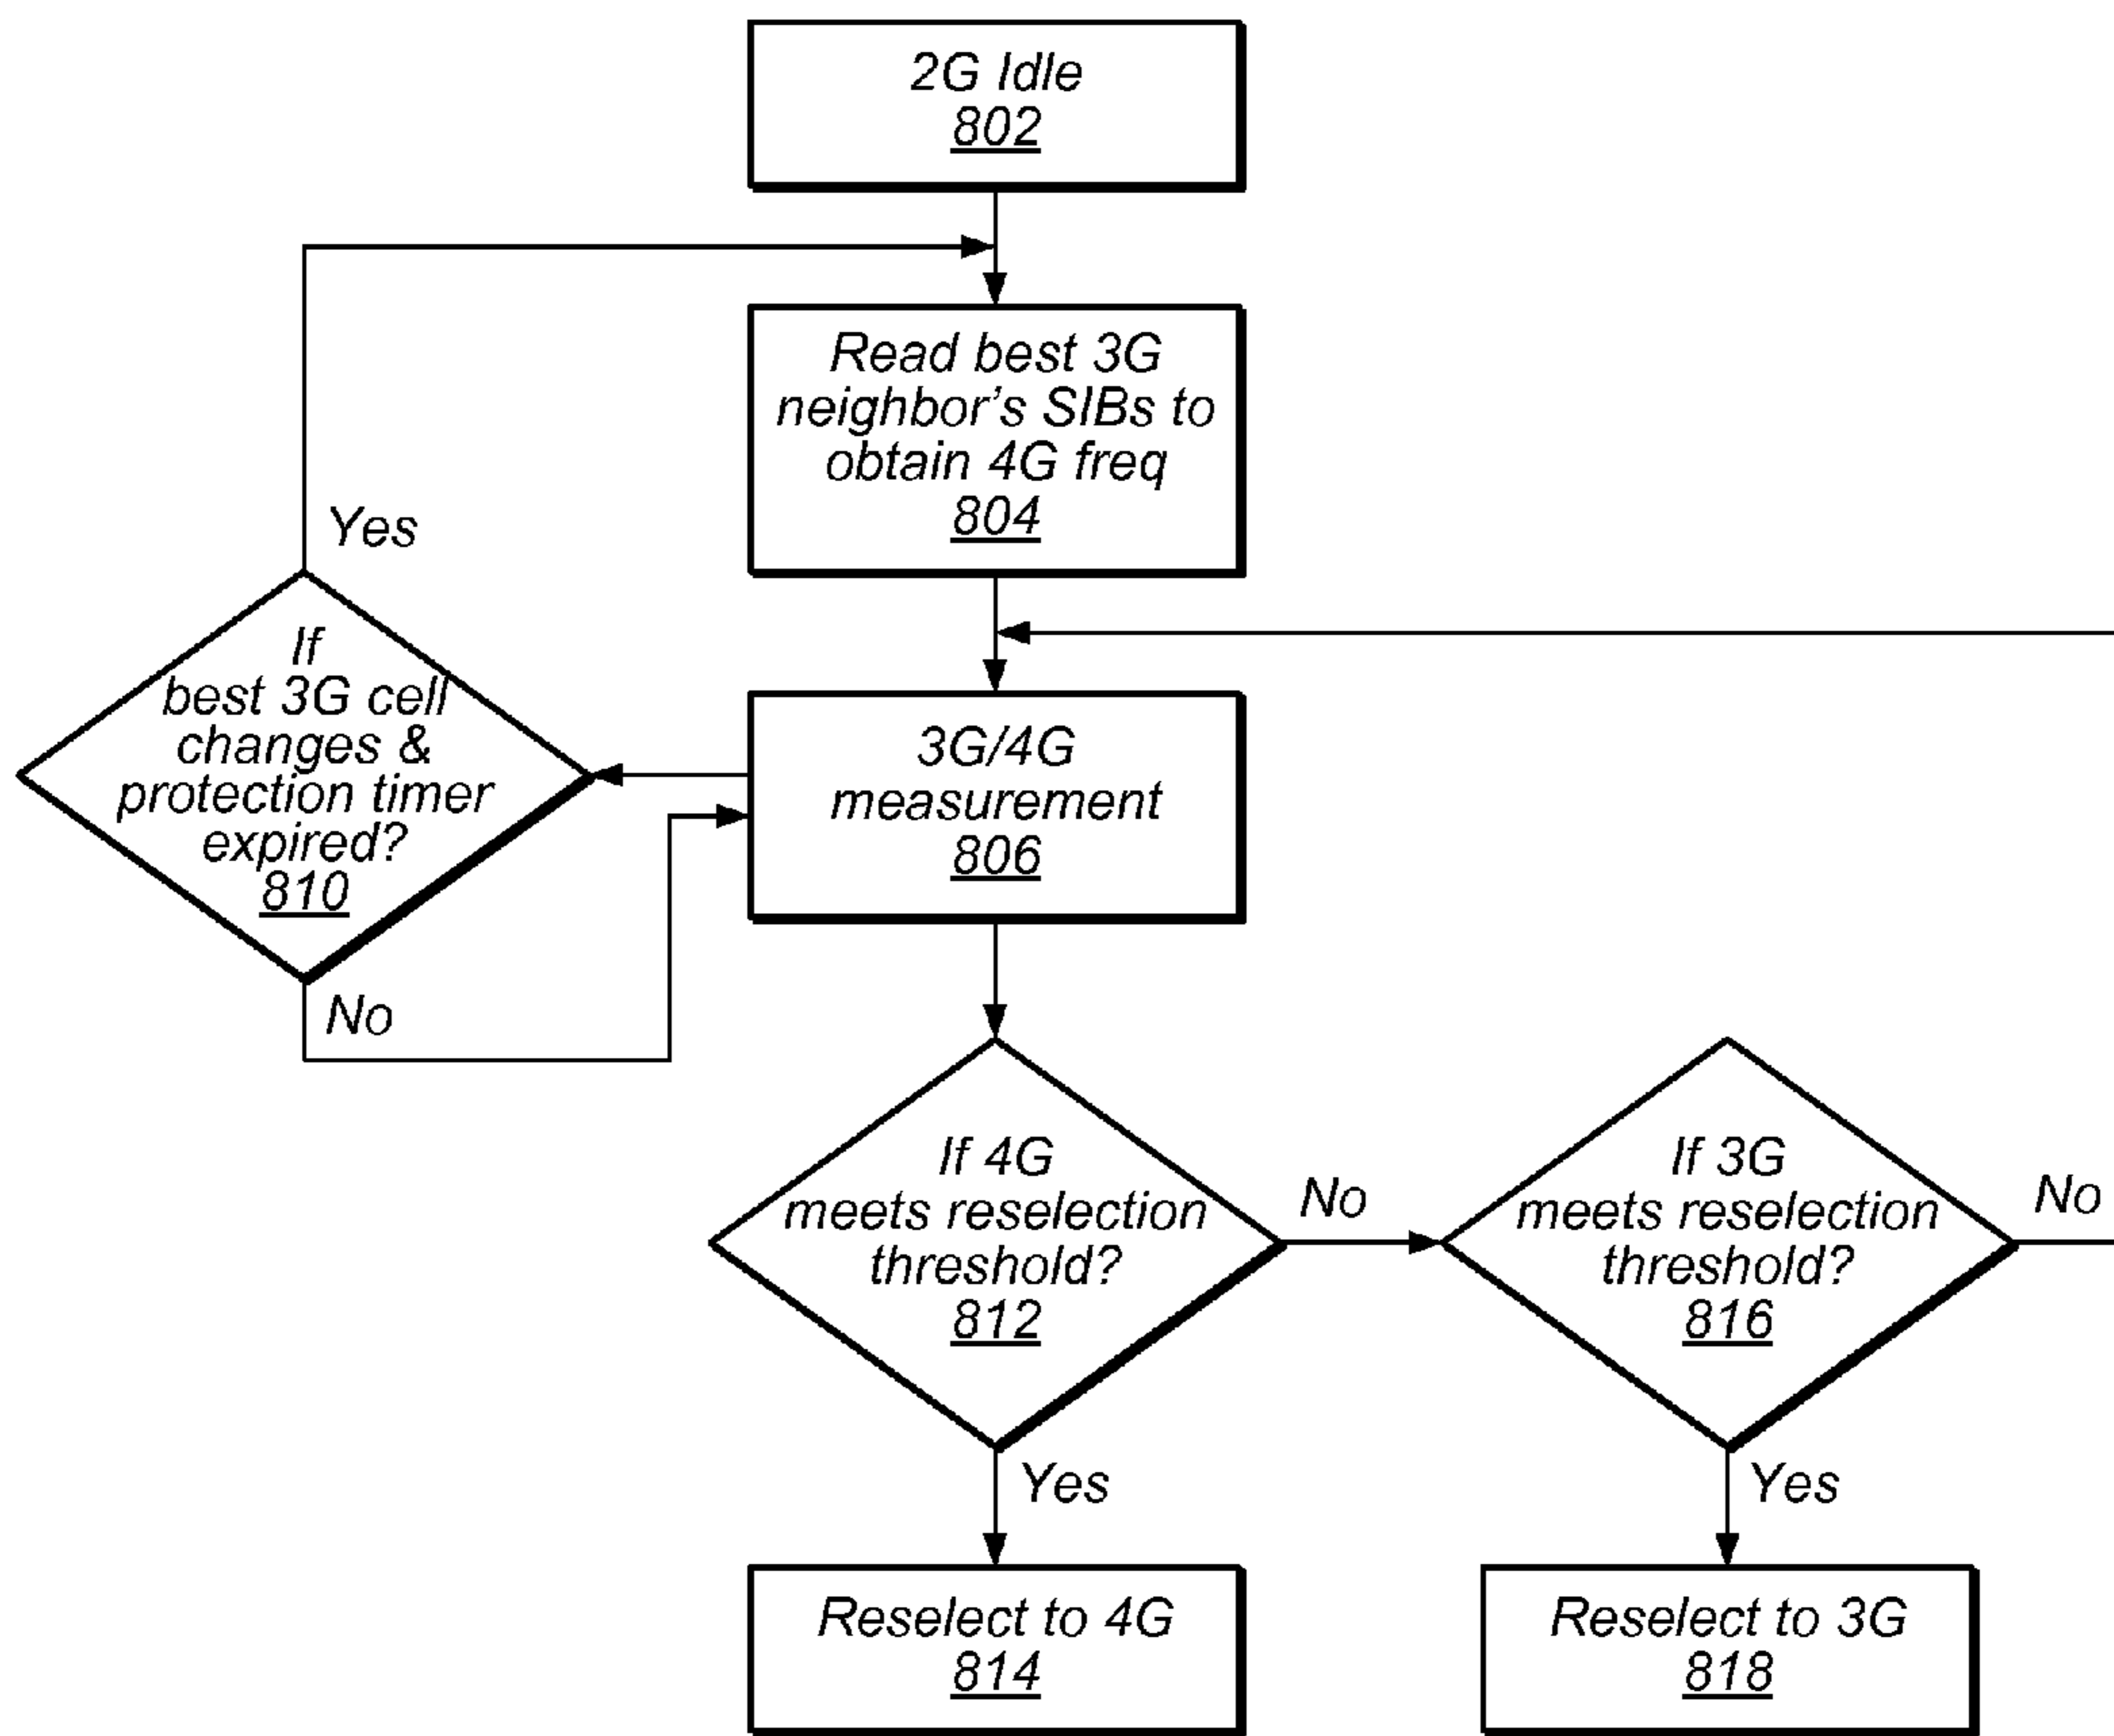 2G Idle
802
Read best 3G
neighbor's SIBs to
obtain 4G freq
804
Yes
If
best 3G cell
changes &
protection timer
expired?
810
No
3G/4G
measurement
806
If 4G
meets reselection
threshold?
812
No
If 3G
meets reselection
threshold?
816
No
Yes
Yes
Reselect to 4G
814
Reselect to 3G
818